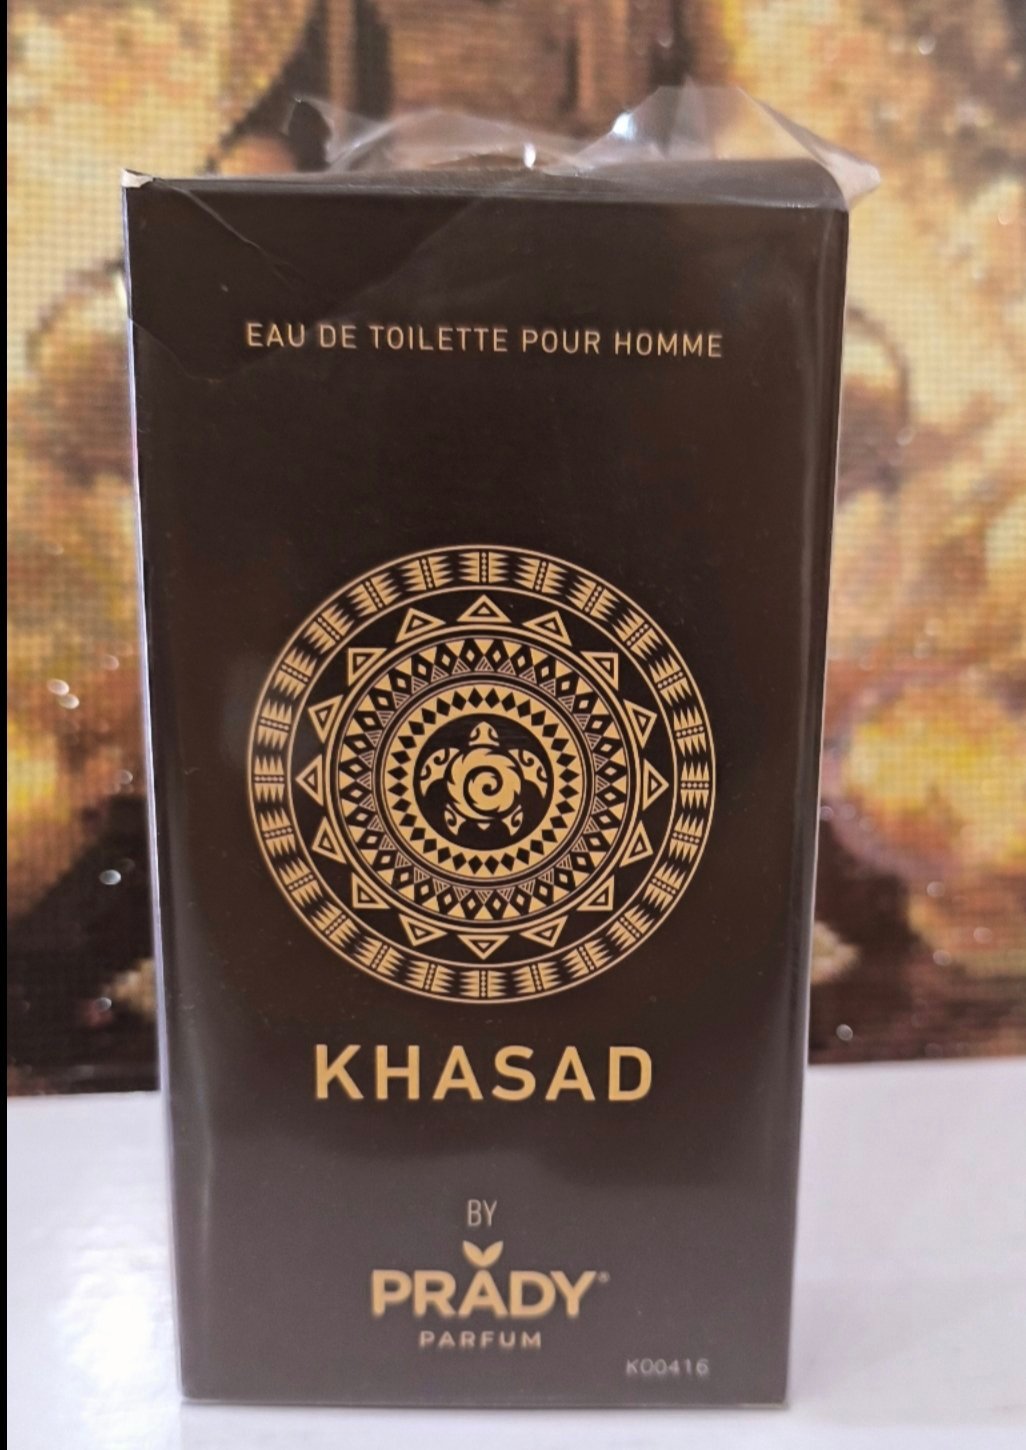 EAU DE TOILETTE POUR HOMME
KHASAD
BY
PRADY®
PARFUM
K00416